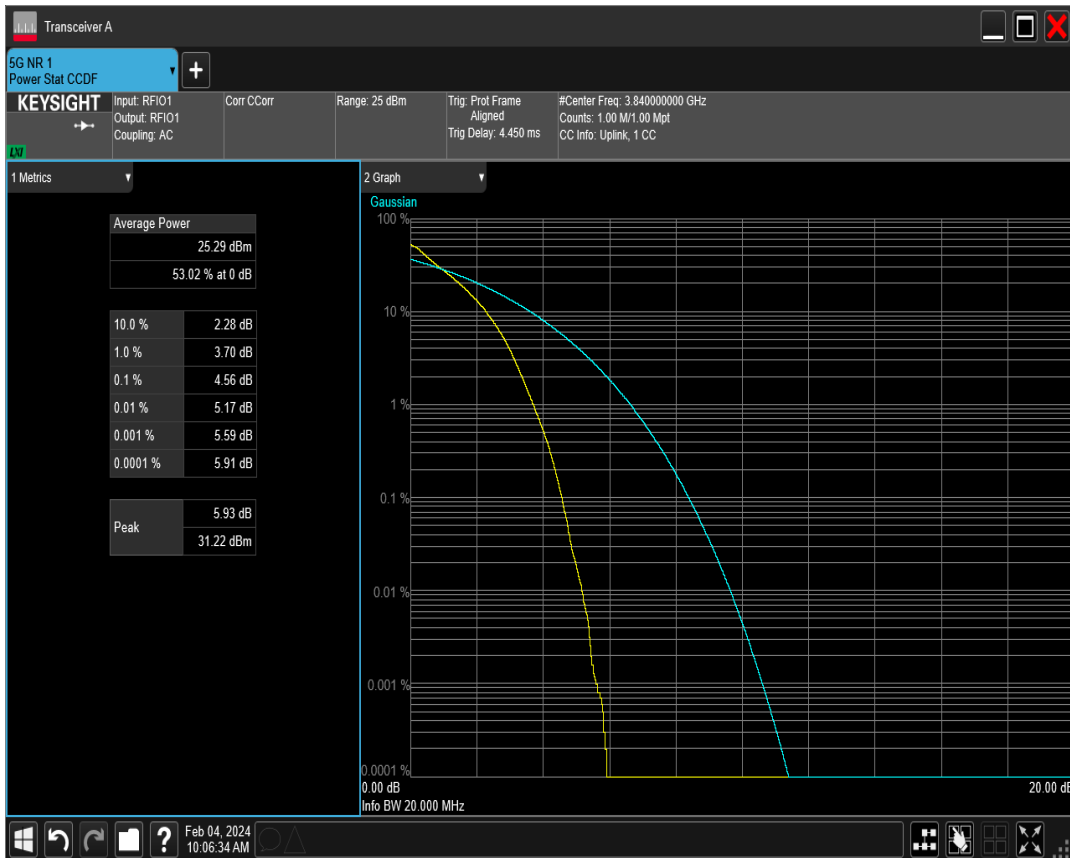 Transceiver A
5G NR 1
Power Stat CCDF
+
KEYSIGHT
LXI
Input: RFIO1
Output: RFIO1
Coupling: AC
Corr CCorr
Range: 25 dBm
Trig: Prot Frame
Aligned
Trig Delay: 4.450 ms
#Center Freq: 3.840000000 GHz
Counts: 1.00 M/1.00 Mpt
CC Info: Uplink, 1 CC
1 Metrics
Average Power
25.29 dBm
53.02 % at 0 dB
10.0 % 2.28 dB
1.0 % 3.70 dB
0.1 % 4.56 dB
0.01 % 5.17 dB
0.001 % 5.59 dB
0.0001 % 5.91 dB
Peak
5.93 dB
31.22 dBm
2 Graph
Gaussian
100 %
10 %
1 %
0.1 %
0.01 %
0.001 %
0.0001 %
0.00 dB 20.00 dB
Info BW 20.000 MHz
?
Feb 04, 2024
10:06:34 AM